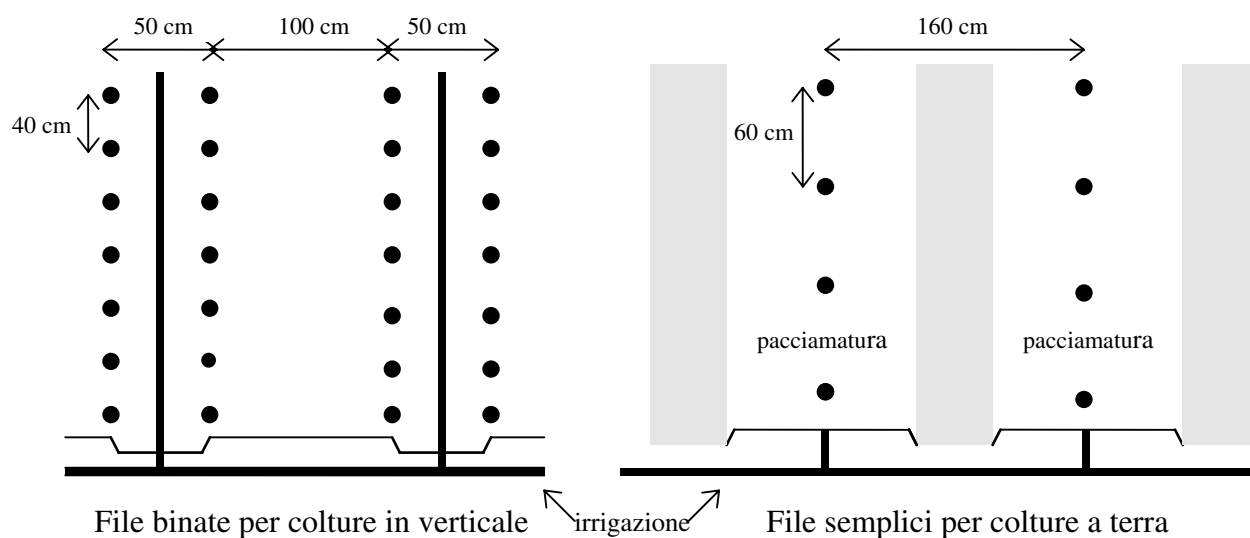 50 cm
100 cm
50 cm
40 cm
160 cm
60 cm
pacciamatura
pacciamatura
File binate per colture in verticale
irrigazione
File semplici per colture a terra